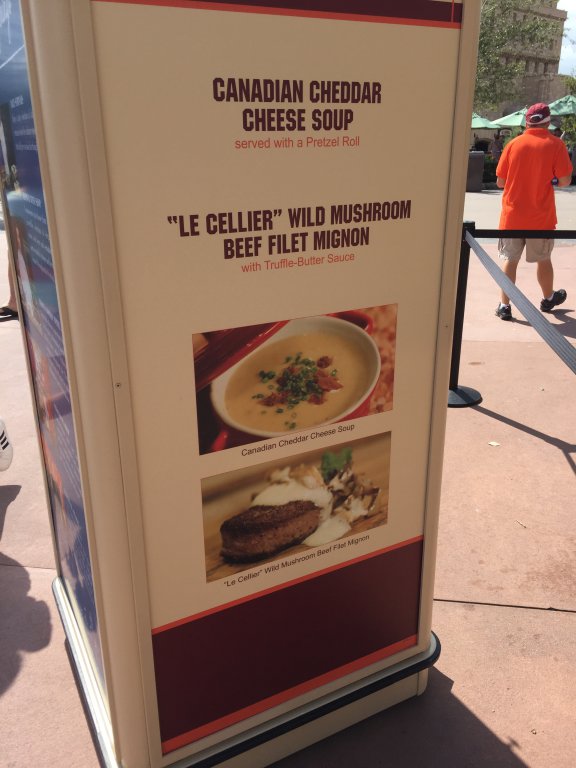 CANADIAN CHEDDAR
CHEESE SOUP
served with a Pretzel Roll
"LE CELLIER" WILD MUSHROOM
BEEF FILET MIGNON
with Truffle-Butter Sauce
Canadian Cheddar Cheese Soup
"Le Cellier" Wild Mushroom Beef Filet Mignon